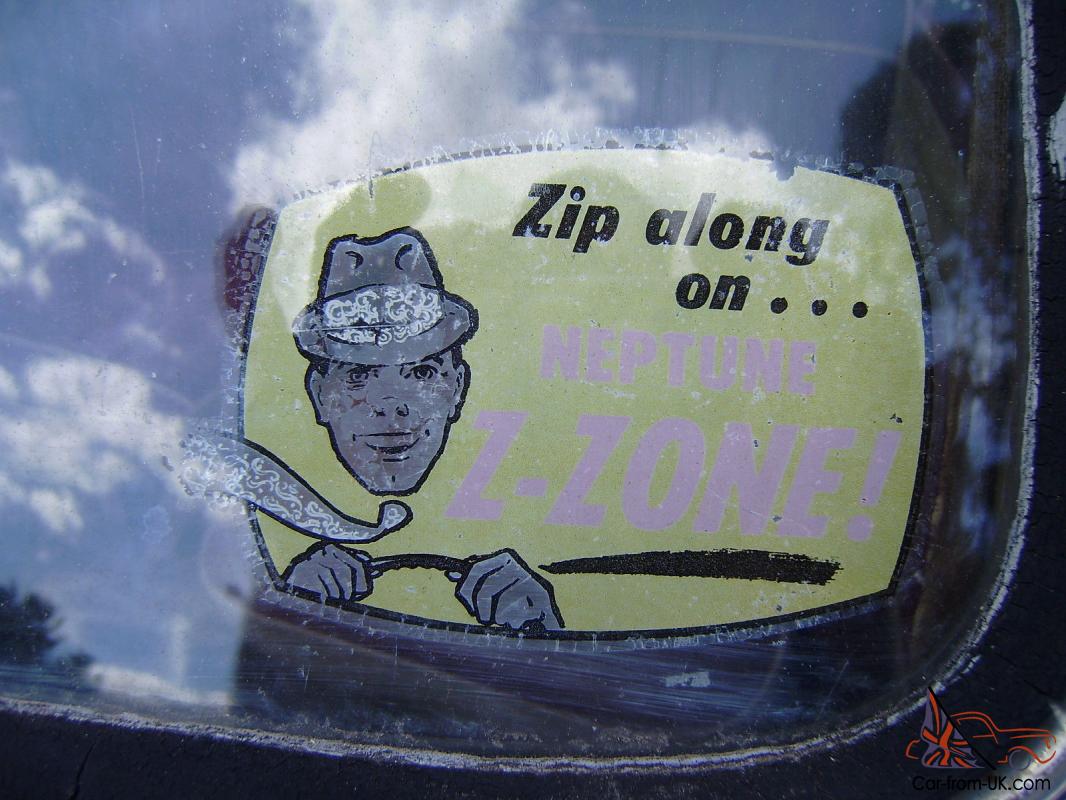 Zip along
on . . .
NEPTUNE
Z-ZONE!
Car-from-UK.com